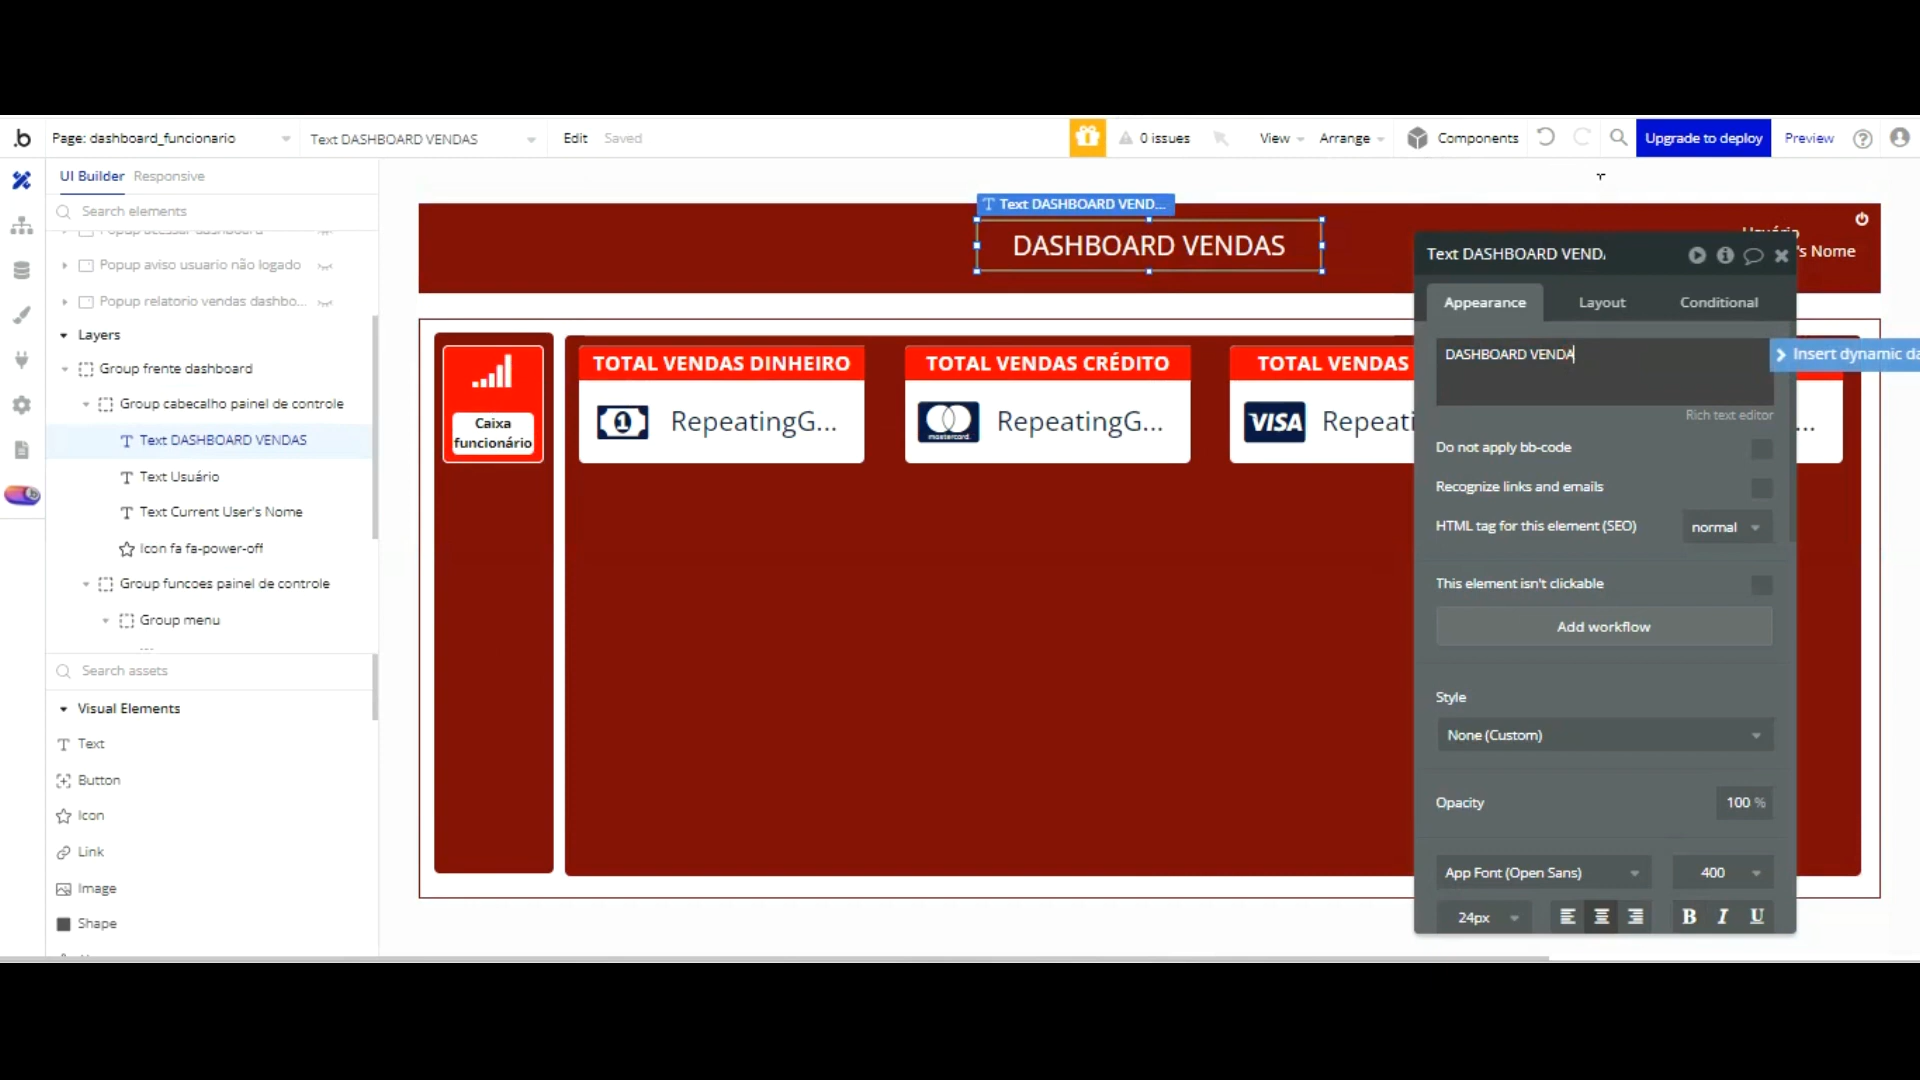 .b Page: dashboard_funcionario Text DASHBOARD VENDAS Edit Saved 0 issues View Arrange Components Upgrade to deploy Preview ?
UI Builder Responsive
Search elements
Popup aviso usuario não logado
Popup relatorio vendas dashbo...
Layers
Group frente dashboard
Group cabecalho painel de controle
Text DASHBOARD VENDAS
Text Usuário
Text Current User's Nome
Icon fa fa-power-off
Group funcoes painel de controle
Group menu
Search assets
Visual Elements
Text
Button
Icon
Link
Image
Shape
Text DASHBOARD VEND...
DASHBOARD VENDAS
's Nome
Caixa
funcionário
TOTAL VENDAS DINHEIRO
1 RepeatingG...
TOTAL VENDAS CRÉDITO
mastercard. RepeatingG...
TOTAL VENDAS
VISA Repeati
...
Text DASHBOARD VEND
Appearance Layout Conditional
DASHBOARD VENDA
Insert dynamic da
Rich text editor
Do not apply bb-code
Recognize links and emails
HTML tag for this element (SEO) normal
This element isn't clickable
Add workflow
Style
None (Custom)
Opacity 100 %
App Font (Open Sans) 400
24px B I U